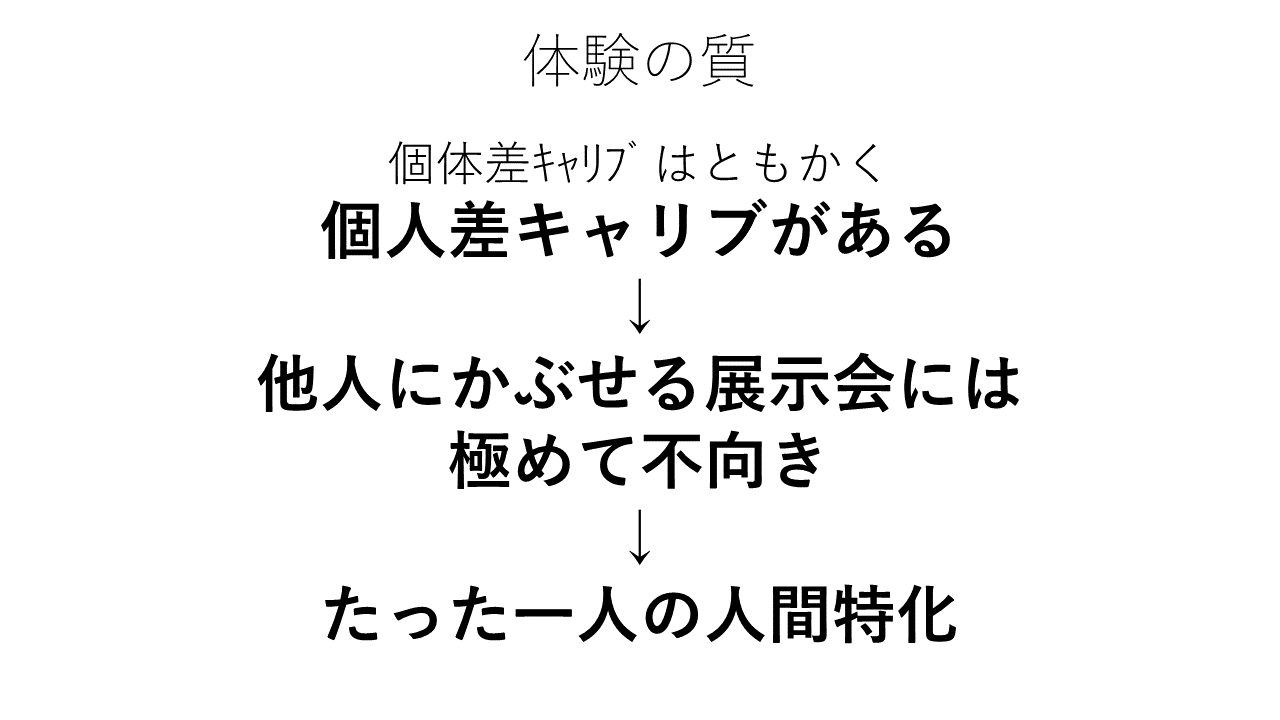 体験の質
個体差ｷｬﾘﾌﾞはともかく
個人差キャリブがある
↓
他人にかぶせる展示会には
極めて不向き
↓
たった一人の人間特化